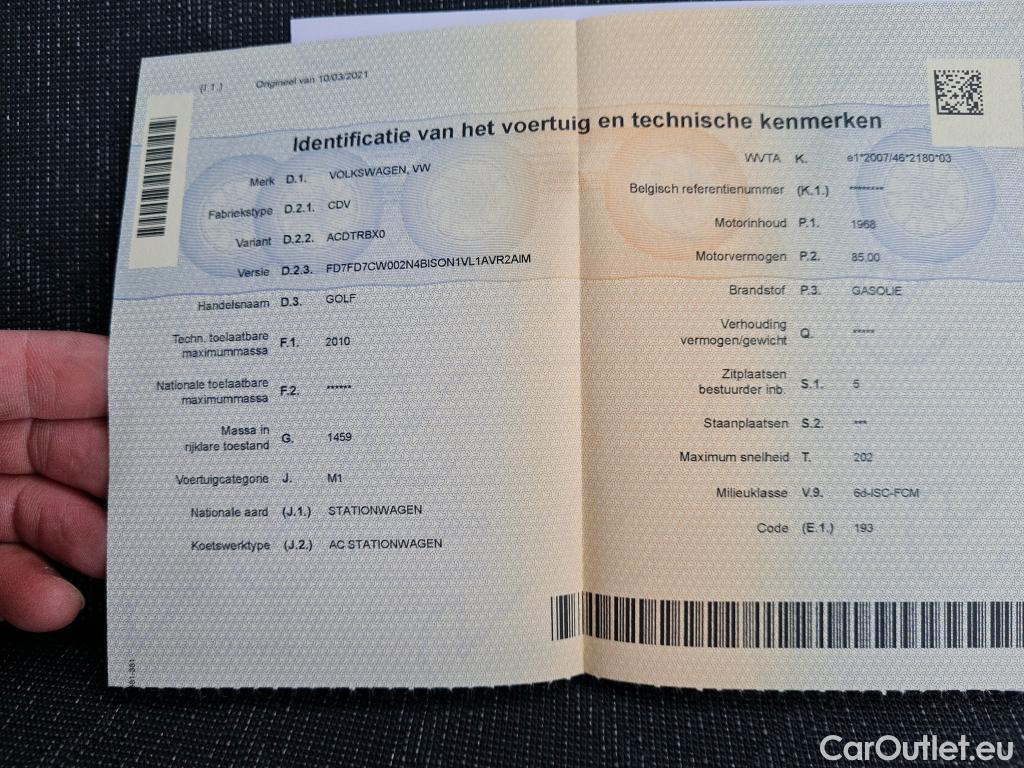 (I.1.) Origineel van 10/03/2021
Identificatie van het voertuig en technische kenmerken
Merk D.1. VOLKSWAGEN, VW
Fabriekstype D.2.1. CDV
Variant D.2.2. ACDTRBX0
Versie D.2.3. FD7FD7CW002N4BISON1VL1AVR2AIM
Handelsnaam D.3. GOLF
Techn. toelaatbare
maximummassa F.1. 2010
Nationale toelaatbare
maximummassa F.2. ******
Massa in
rijklare toestand G. 1459
Voertuigcategorie J. M1
Nationale aard (J.1.) STATIONWAGEN
Koetswerktype (J.2.) AC STATIONWAGEN
WVTA K. e1*2007/46*2180*03
Belgisch referentienummer (K.1.) ********
Motorinhoud P.1. 1968
Motorvermogen P.2. 85,00
Brandstof P.3. GASOLIE
Verhouding
vermogen/gewicht Q. *****
Zitplaatsen
bestuurder inb. S.1. 5
Staanplaatsen S.2. ***
Maximum snelheid T. 202
Milieuklasse V.9. 6d-ISC-FCM
Code (E.1.) 193
CarOutlet.eu